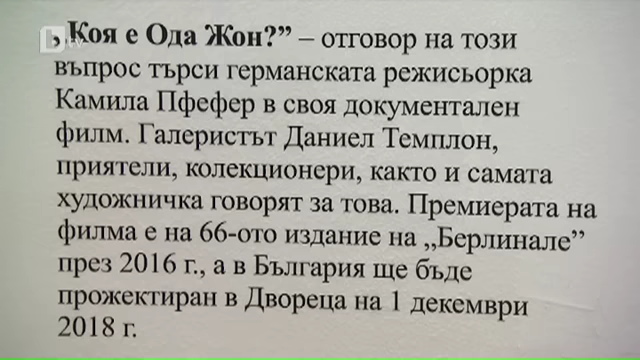 „Коя е Ода Жон?” – отговор на този
въпрос търси германската режисьорка
Камила Пфефер в своя документален
филм. Галеристът Даниел Темплон,
приятели, колекционери, както и самата
художничка говорят за това. Премиерата на
филма е на 66-ото издание на „Берлинале”
през 2016 г., а в България ще бъде
прожектиран в Двореца на 1 декември
2018 г.
btv